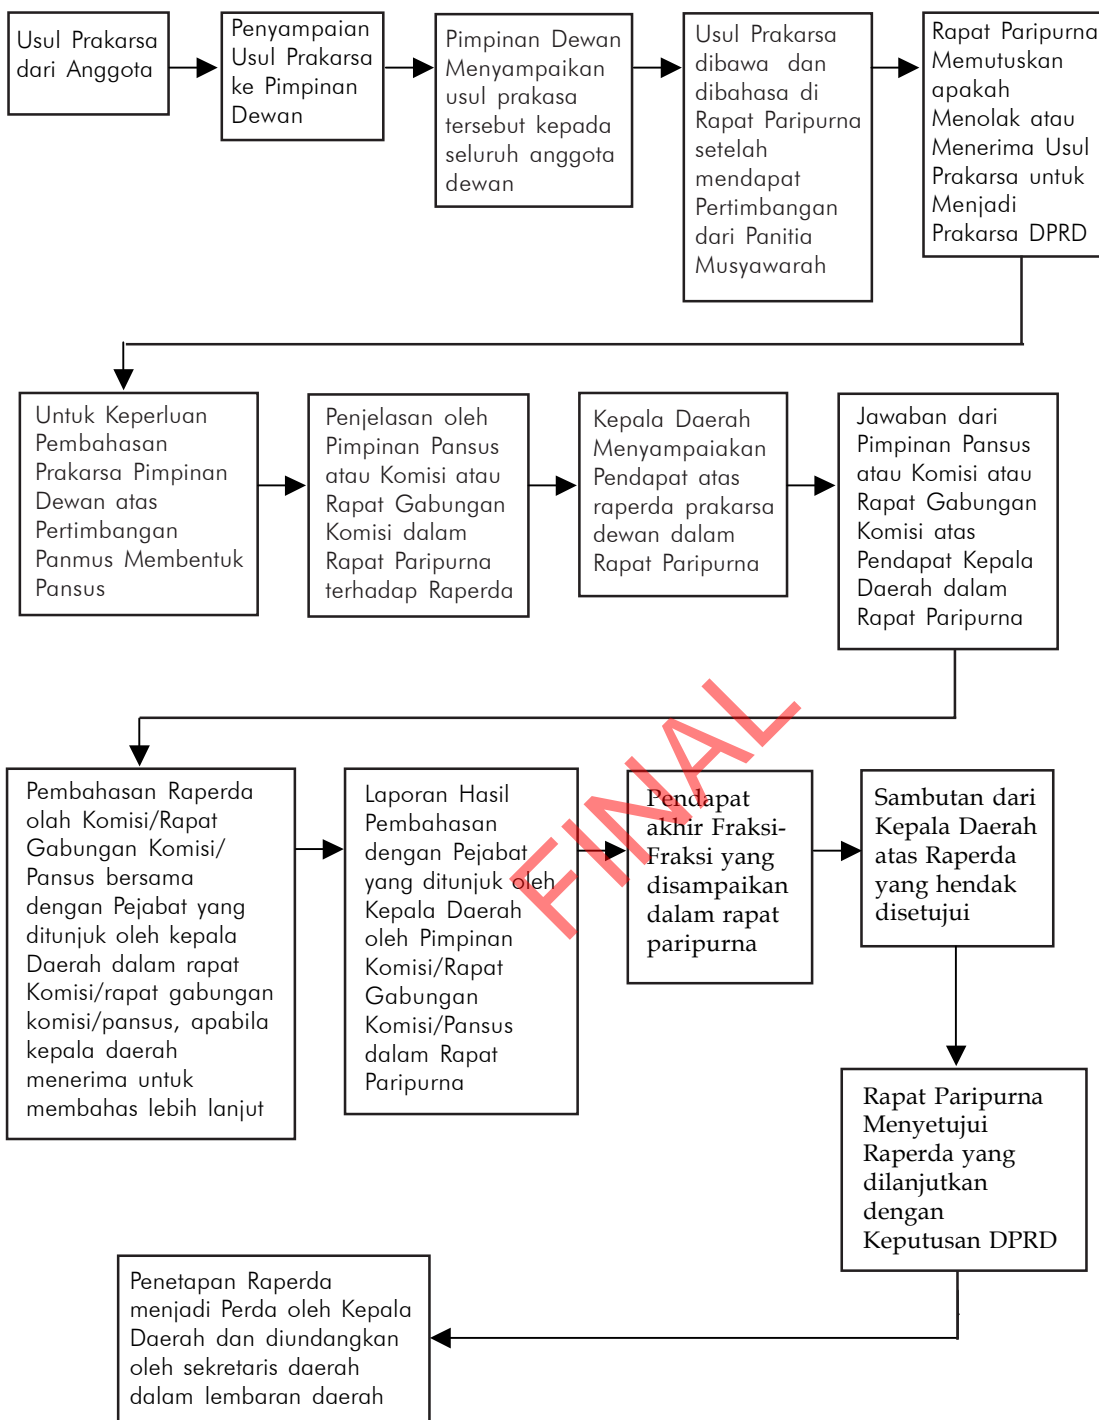 Usul Prakarsa
dari Anggota
Penyampaian
Usul Prakarsa
ke Pimpinan
Dewan
Pimpinan Dewan
Menyampaikan
usul prakasa
tersebut kepada
seluruh anggota
dewan
Usul Prakarsa
dibawa dan
dibahasa di
Rapat Paripurna
setelah
mendapat
Pertimbangan
dari Panitia
Musyawarah
Rapat Paripurna
Memutuskan
apakah
Menolak atau
Menerima Usul
Prakarsa untuk
Menjadi
Prakarsa DPRD
Untuk Keperluan
Pembahasan
Prakarsa Pimpinan
Dewan atas
Pertimbangan
Panmus Membentuk
Pansus
Penjelasan oleh
Pimpinan Pansus
atau Komisi atau
Rapat Gabungan
Komisi dalam
Rapat Paripurna
terhadap Raperda
Kepala Daerah
Menyampaiakan
Pendapat atas
raperda prakarsa
dewan dalam
Rapat Paripurna
Jawaban dari
Pimpinan Pansus
atau Komisi atau
Rapat Gabungan
Komisi atas
Pendapat Kepala
Daerah dalam
Rapat Paripurna
Pembahasan Raperda
olah Komisi/Rapat
Gabungan Komisi/
Pansus bersama
dengan Pejabat yang
ditunjuk oleh kepala
Daerah dalam rapat
Komisi/rapat gabungan
komisi/pansus, apabila
kepala daerah
menerima untuk
membahas lebih lanjut
Laporan Hasil
Pembahasan
dengan Pejabat
yang ditunjuk oleh
Kepala Daerah
oleh Pimpinan
Komisi/Rapat
Gabungan
Komisi/Pansus
dalam Rapat
Paripurna
Pendapat
akhir Fraksi-
Fraksi yang
disampaikan
dalam rapat
paripurna
Sambutan dari
Kepala Daerah
atas Raperda
yang hendak
disetujui
FINAL
Rapat Paripurna
Menyetujui
Raperda yang
dilanjutkan
dengan
Keputusan DPRD
Penetapan Raperda
menjadi Perda oleh Kepala
Daerah dan diundangkan
oleh sekretaris daerah
dalam lembaran daerah